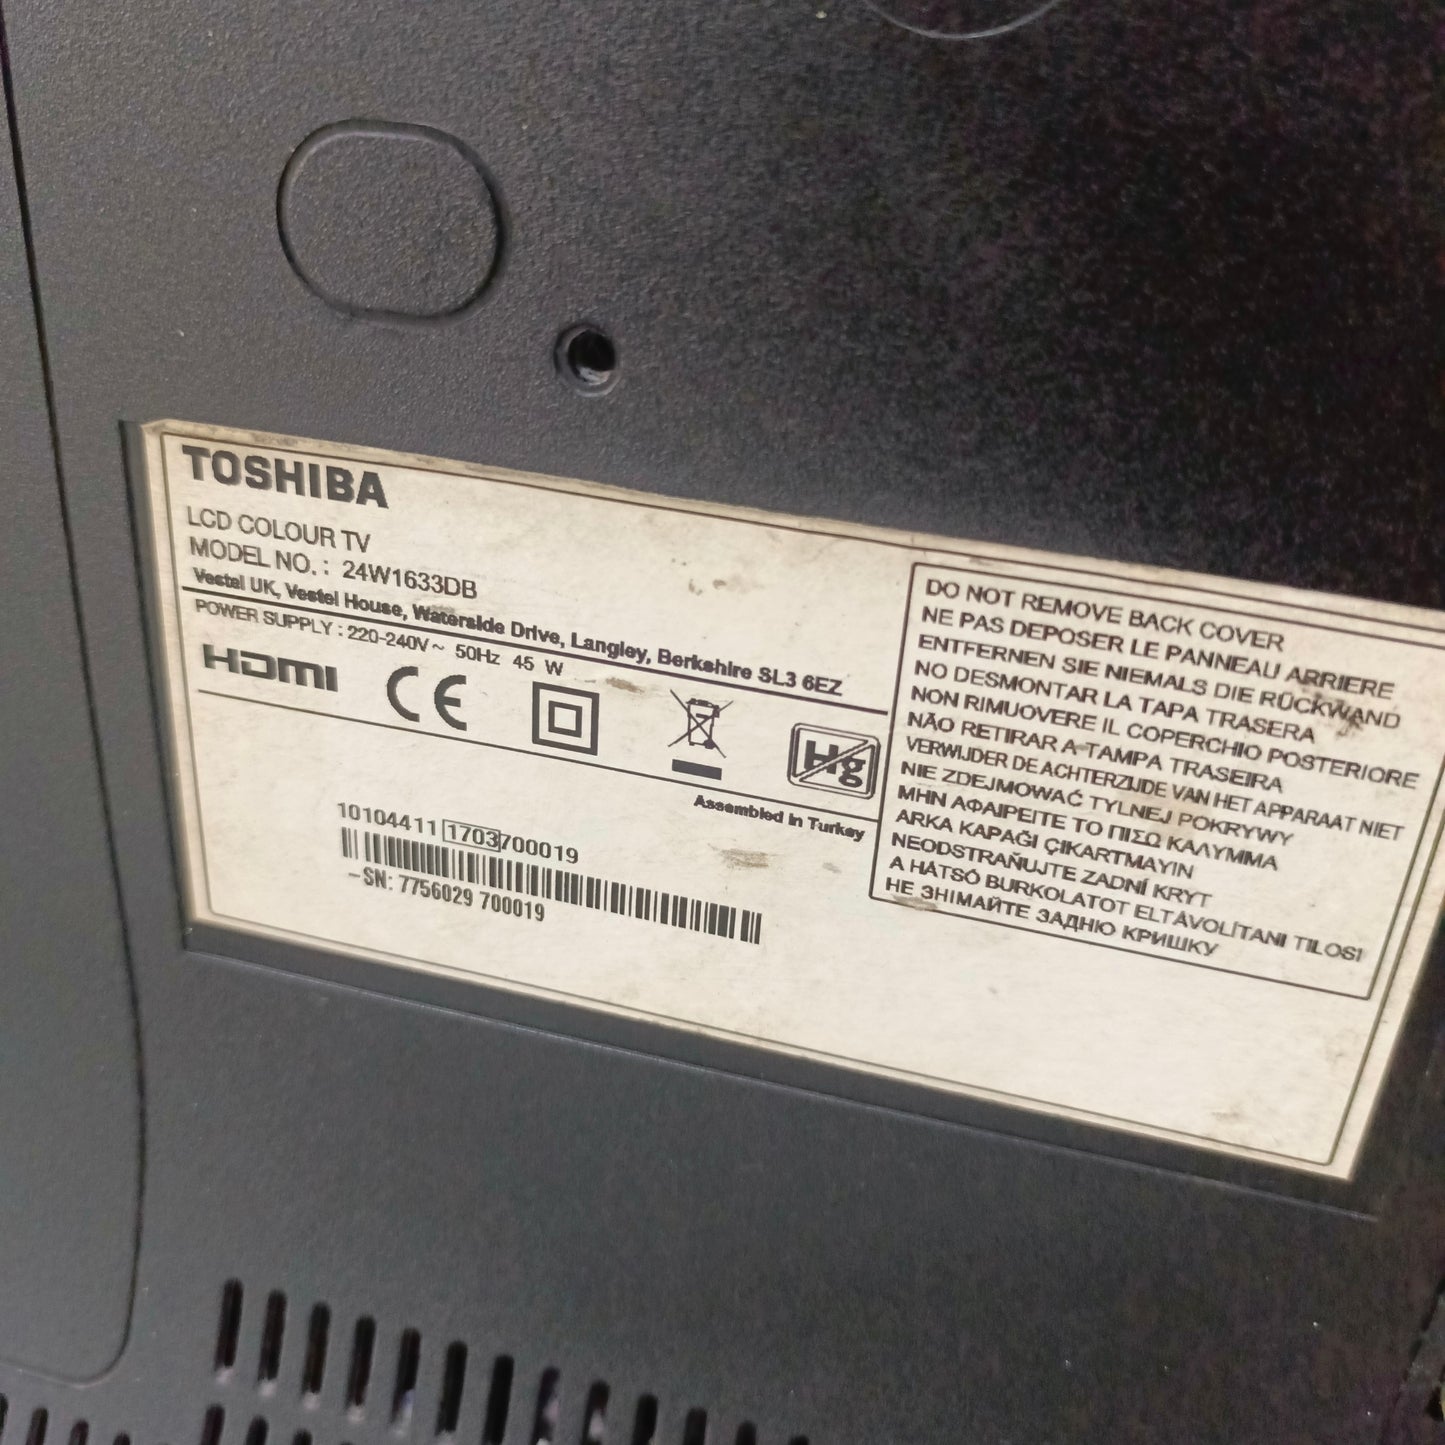 TOSHIBA
LCD COLOUR TV
MODEL NO. : 24W1633DB
Vestel UK, Vestel House, Waterside Drive, Langley, Berkshire SL3 6EZ
POWER SUPPLY : 220-240V~ 50Hz 45 W
HDMI
CE
Hg
Assembled in Turkey
10104411 1703 700019
-SN: 7756029 700019
DO NOT REMOVE BACK COVER
NE PAS DEPOSER LE PANNEAU ARRIERE
ENTFERNEN SIE NIEMALS DIE RÜCKWAND
NO DESMONTAR LA TAPA TRASERA
NON RIMUOVERE IL COPERCHIO POSTERIORE
NÃO RETIRAR A TAMPA TRASEIRA
VERWIJDER DE ACHTERZIJDE VAN HET APPARAAT NIET
NIE ZDEJMOWAĆ TYLNEJ POKRYWY
ΜΗΝ ΑΦΑΙΡΕΙΤΕ ΤΟ ΠΙΣΩ ΚΑΛΥΜΜΑ
ARKA KAPAĞI ÇIKARTMAYIN
NEODSTRAŇUJTE ZADNÍ KRYT
A HÁTSÓ BURKOLATOT ELTÁVOLÍTANI TILOS!
НЕ ЗНІМАЙТЕ ЗАДНЮ КРИШКУ